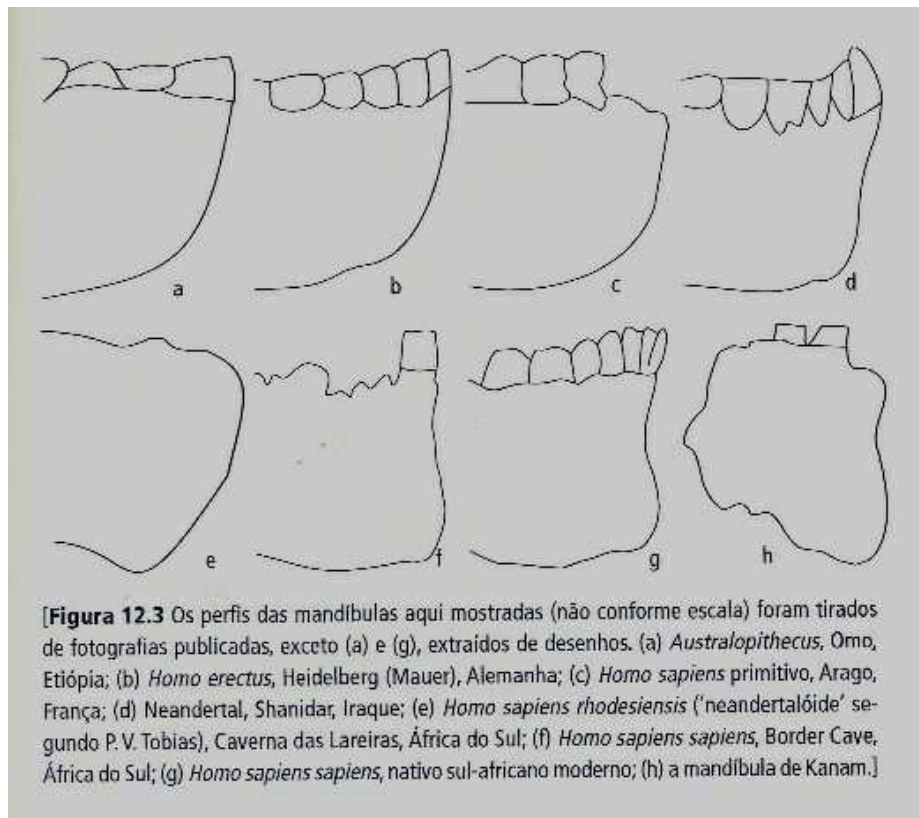 a
b
c
d
e
f
g
h
[Figura 12.3 Os perfis das mandíbulas aqui mostradas (não conforme escala) foram tirados
de fotografias publicadas, exceto (a) e (g), extraídos de desenhos. (a) Australopithecus, Omo,
Etiópia; (b) Homo erectus, Heidelberg (Mauer), Alemanha; (c) Homo sapiens primitivo, Arago,
França; (d) Neandertal, Shanidar, Iraque; (e) Homo sapiens rhodesiensis ('neandertalóide' se-
gundo P. V. Tobias), Caverna das Lareiras, África do Sul; (f) Homo sapiens sapiens, Border Cave,
África do Sul; (g) Homo sapiens sapiens, nativo sul-africano moderno; (h) a mandíbula de Kanam.]